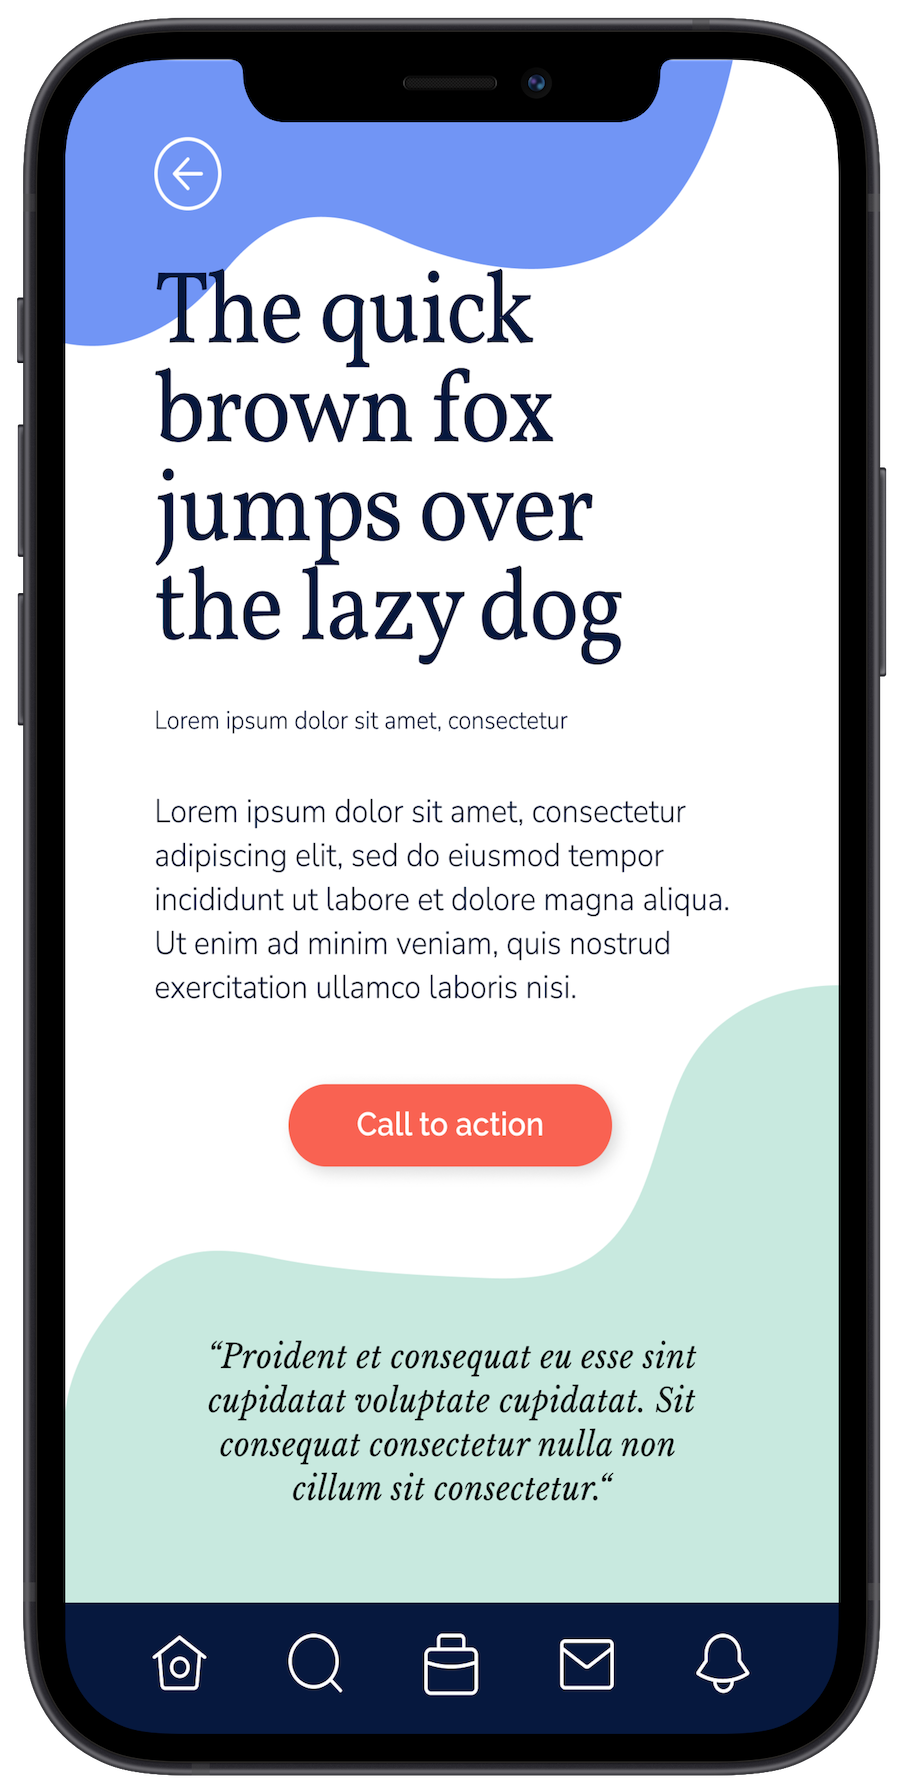 The quick
brown fox
jumps over
the lazy dog
Lorem ipsum dolor sit amet, consectetur
Lorem ipsum dolor sit amet, consectetur
adipiscing elit, sed do eiusmod tempor
incididunt ut labore et dolore magna aliqua.
Ut enim ad minim veniam, quis nostrud
exercitation ullamco laboris nisi.
Call to action
“Proident et consequat eu esse sint
cupidatat voluptate cupidatat. Sit
consequat consectetur nulla non
cillum sit consectetur.“